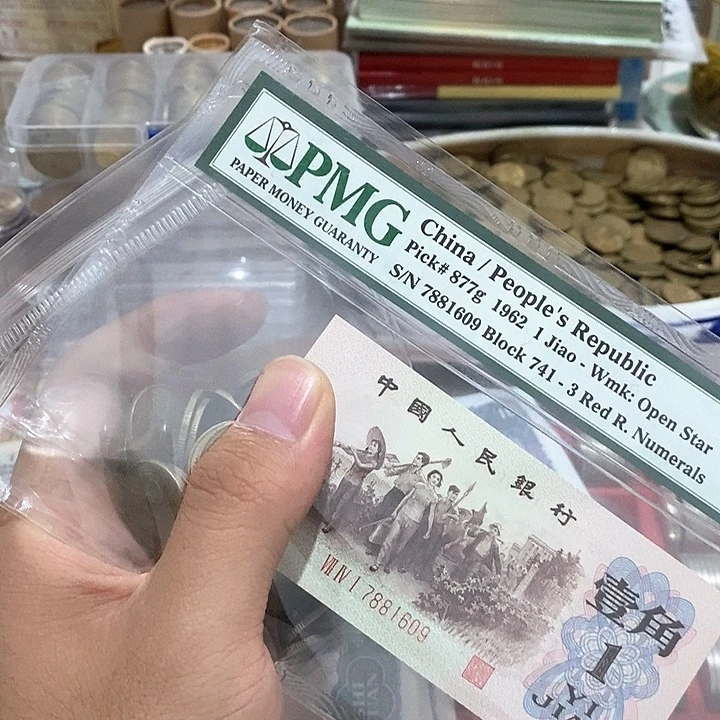 PMG
PAPER MONEY GUARANTY
China / People's Republic
Pick# 877g 1962 1 Jiao - Wmk: Open Star
S/N 7881609 Block 741 - 3 Red R. Numerals
中國人民銀行
VII IV I 7881609
壹角
1
YI